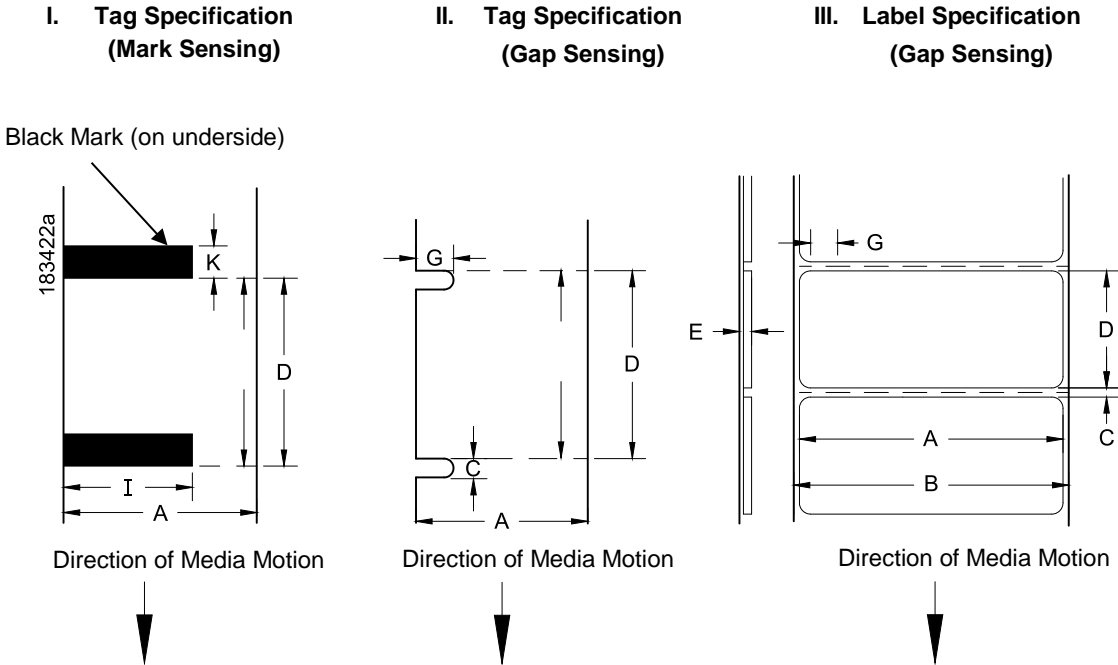 I. Tag Specification
(Mark Sensing)
II. Tag Specification
(Gap Sensing)
III. Label Specification
(Gap Sensing)
Black Mark (on underside)
183422a
K
D
I
A
Direction of Media Motion
G
D
C
A
Direction of Media Motion
G
E
D
C
A
B
Direction of Media Motion